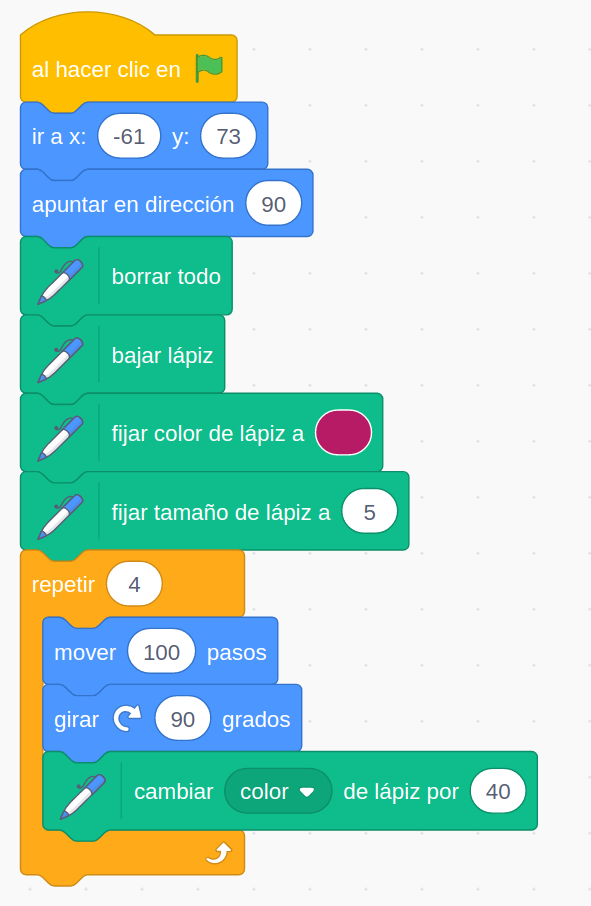 al hacer clic en
ir a x: -61 y: 73
apuntar en dirección 90
borrar todo
bajar lápiz
fijar color de lápiz a
fijar tamaño de lápiz a 5
repetir 4
mover 100 pasos
girar 90 grados
cambiar color de lápiz por 40